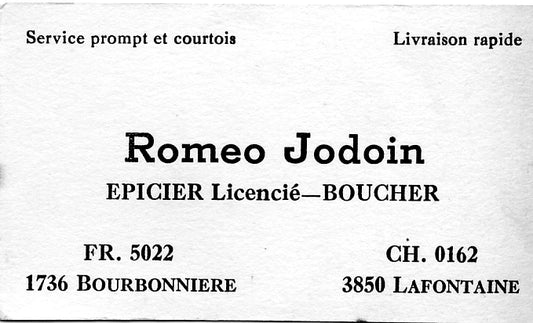 Service prompt et courtois
Livraison rapide
Romeo Jodoin
EPICIER Licencié—BOUCHER
FR. 5022
1736 BOURBONNIERE
CH. 0162
3850 LAFONTAINE